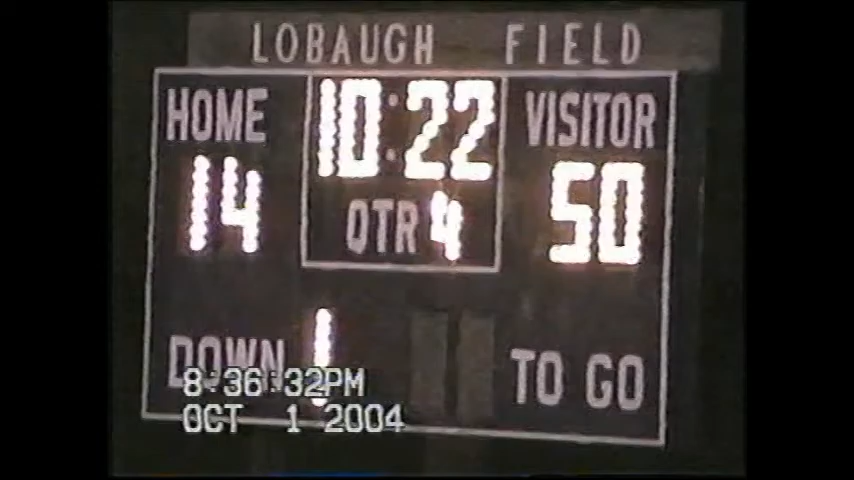 LOBAUGH FIELD
HOME 10:22 VISITOR
14 QTR 4 50
DOWN 1 TO GO
8:36:32PM
OCT 1 2004